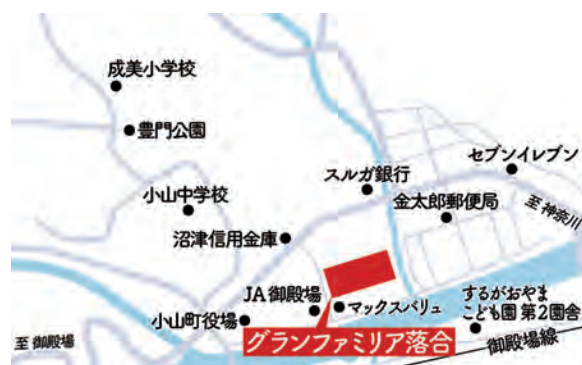 成美小学校
豊門公園
セブンイレブン
スルガ銀行
小山中学校
金太郎郵便局
至 神奈川
沼津信用金庫
JA御殿場
マックスバリュ
するがおやま
こども園 第2園舎
小山町役場
至 御殿場
グランファミリア落合
御殿場線